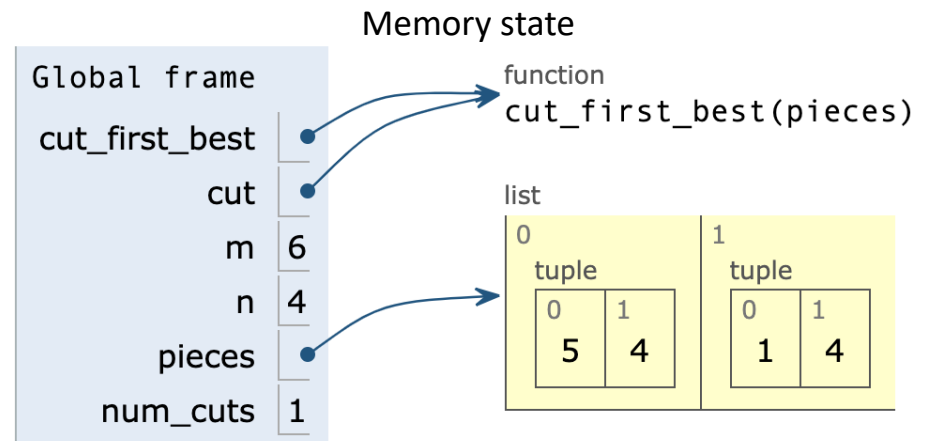 Memory state
Global frame
cut_first_best
cut
m 6
n 4
pieces
num_cuts 1
function
cut_first_best(pieces)
list
0 1
tuple tuple
0 1 0 1
5 4 1 4